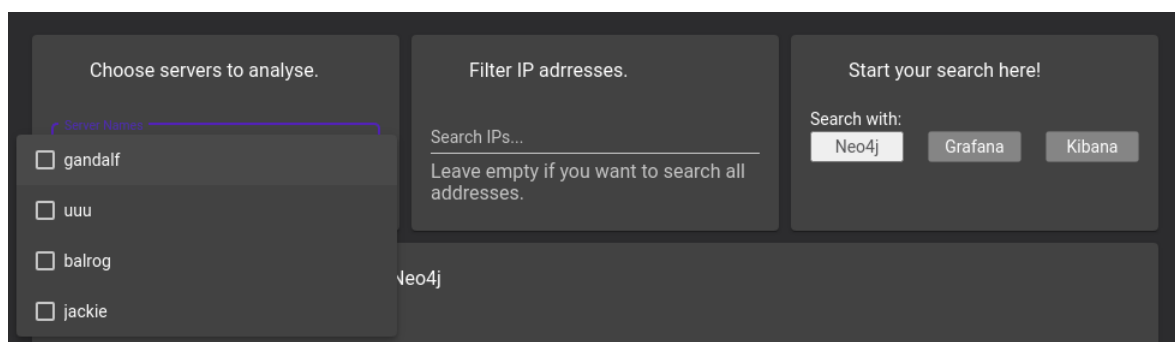 Choose servers to analyse.
gandalf
uuu
balrog
jackie
Filter IP adrresses.
Search IPs...
Leave empty if you want to search all
addresses.
Start your search here!
Search with:
Neo4j
Grafana
Kibana
Neo4j